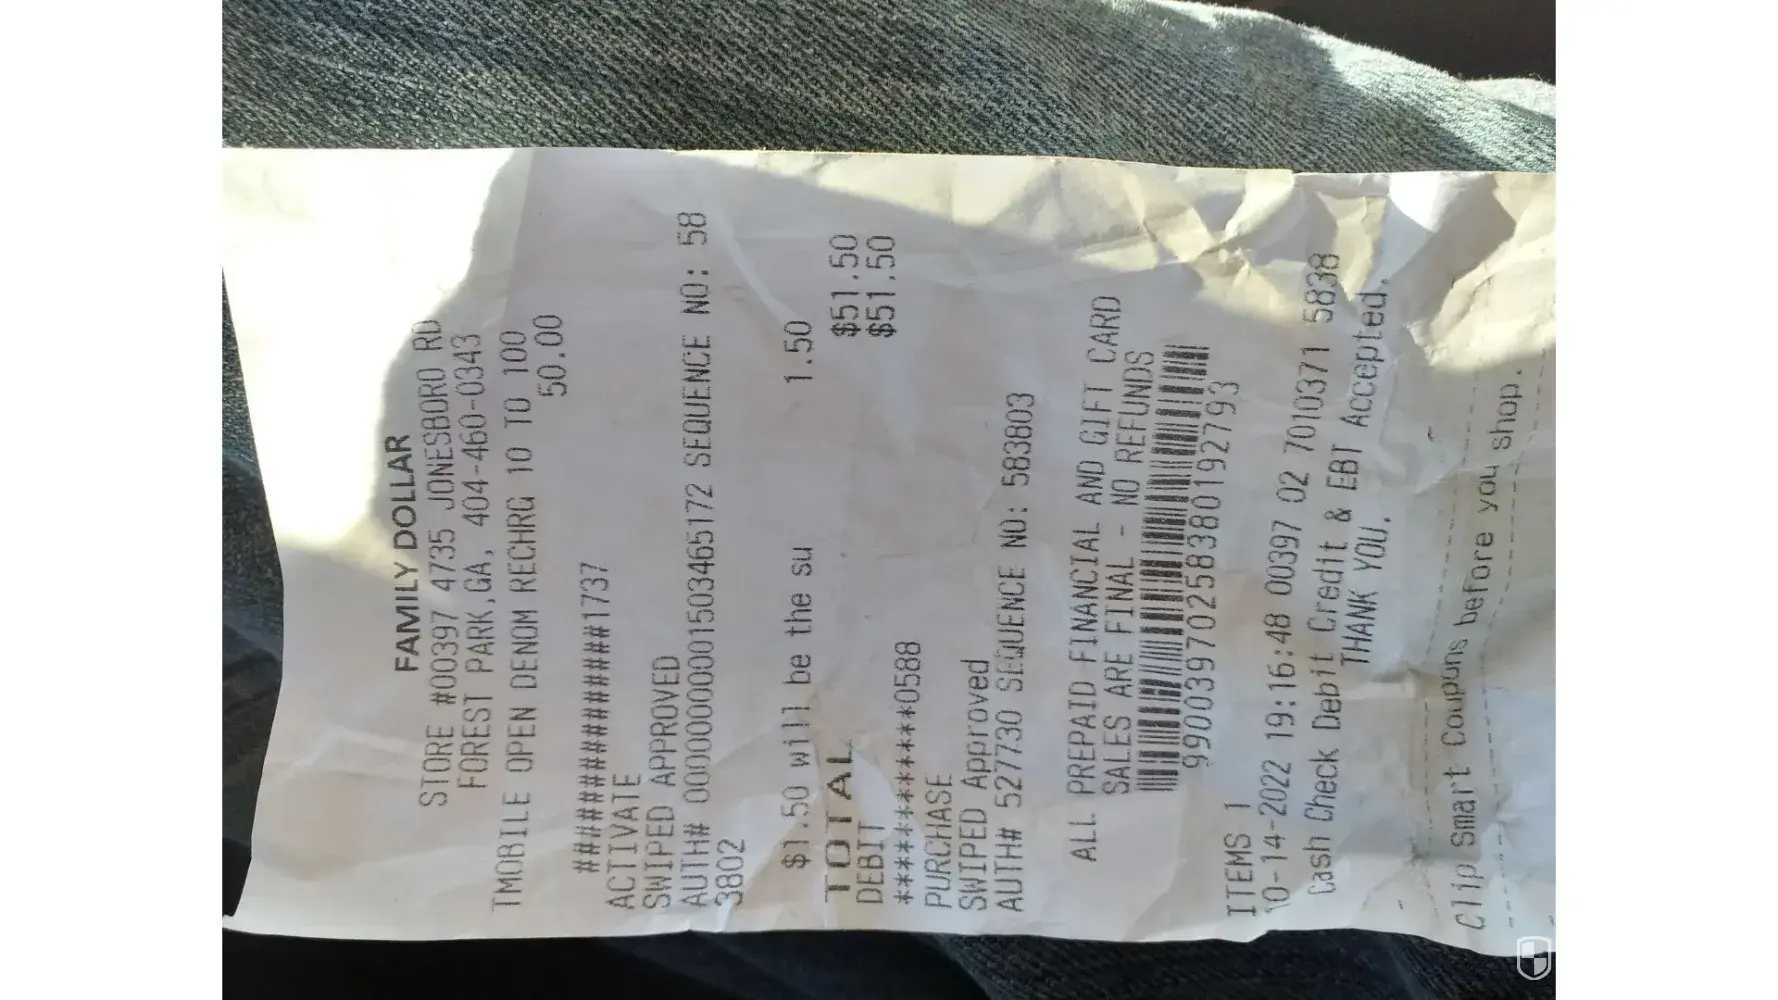 FAMILY DOLLAR
STORE #00397 4735 JONESBORO RD
FOREST PARK,GA, 404-460-0343
TMOBILE OPEN DENOM RECHRG 10 TO 100
50.00
############1737
ACTIVATE
SWIPED APPROVED
AUTH# 000000000001503465172 SEQUENCE NO: 58
3802
$1.50 will be the su 1.50
TOTAL $51.50
DEBIT $51.50
************0588
PURCHASE
SWIPED Approved
AUTH# 527730 SEQUENCE NO: 583803
ALL PREPAID FINANCIAL AND GIFT CARD
SALES ARE FINAL - NO REFUNDS
99003970258380192793
ITEMS 1
10-14-2022 19:16:48 00397 02 7010371 5838
Cash Check Debit Credit & EBT Accepted.
THANK YOU.
Clip Smart Coupons before you shop.